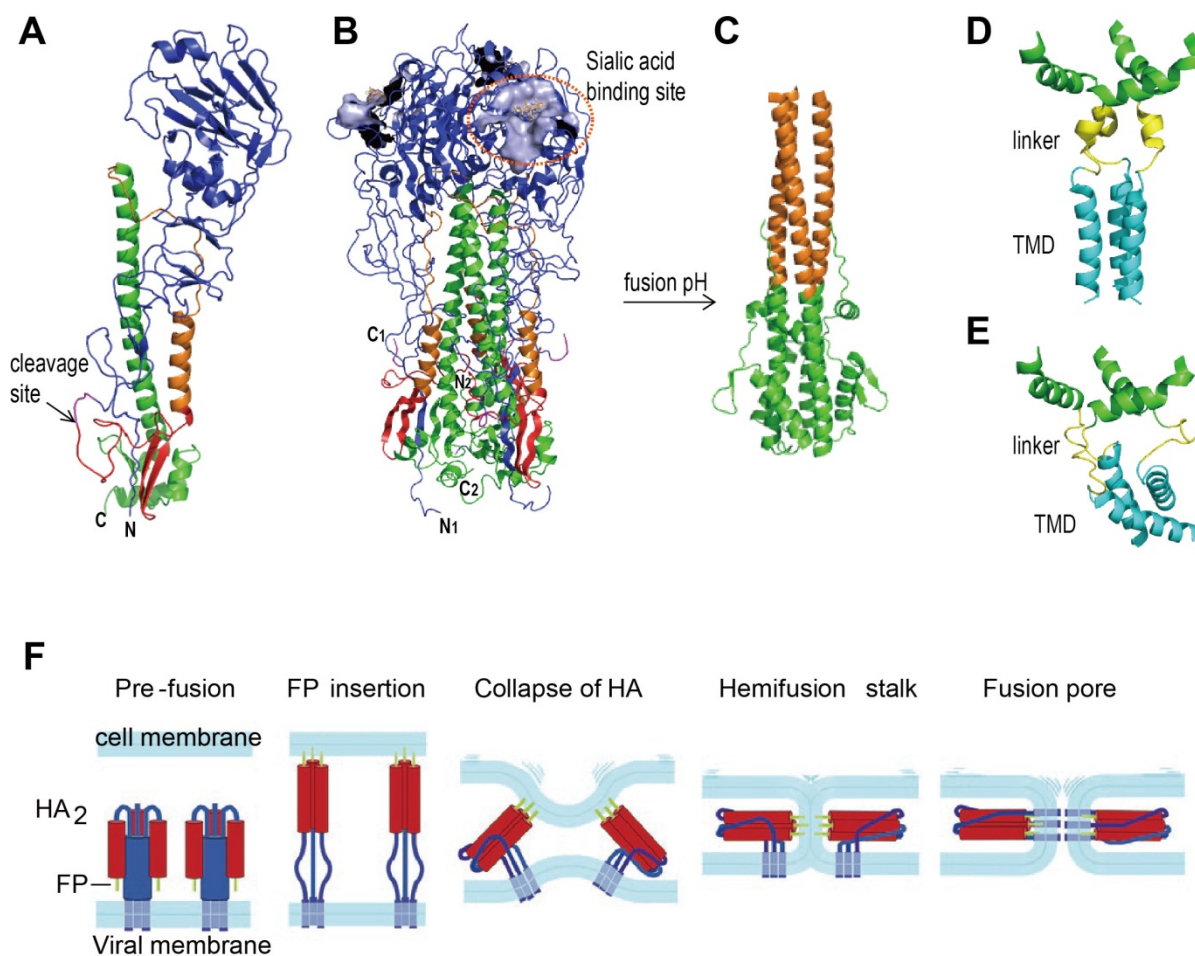 A
B
C
D
Sialic acid
binding site
linker
TMD
fusion pH
cleavage
site
C1
N2
C2
N1
C
N
E
linker
TMD
F
Pre-fusion
FP insertion
Collapse of HA
Hemifusion stalk
Fusion pore
cell membrane
HA2
FP
Viral membrane